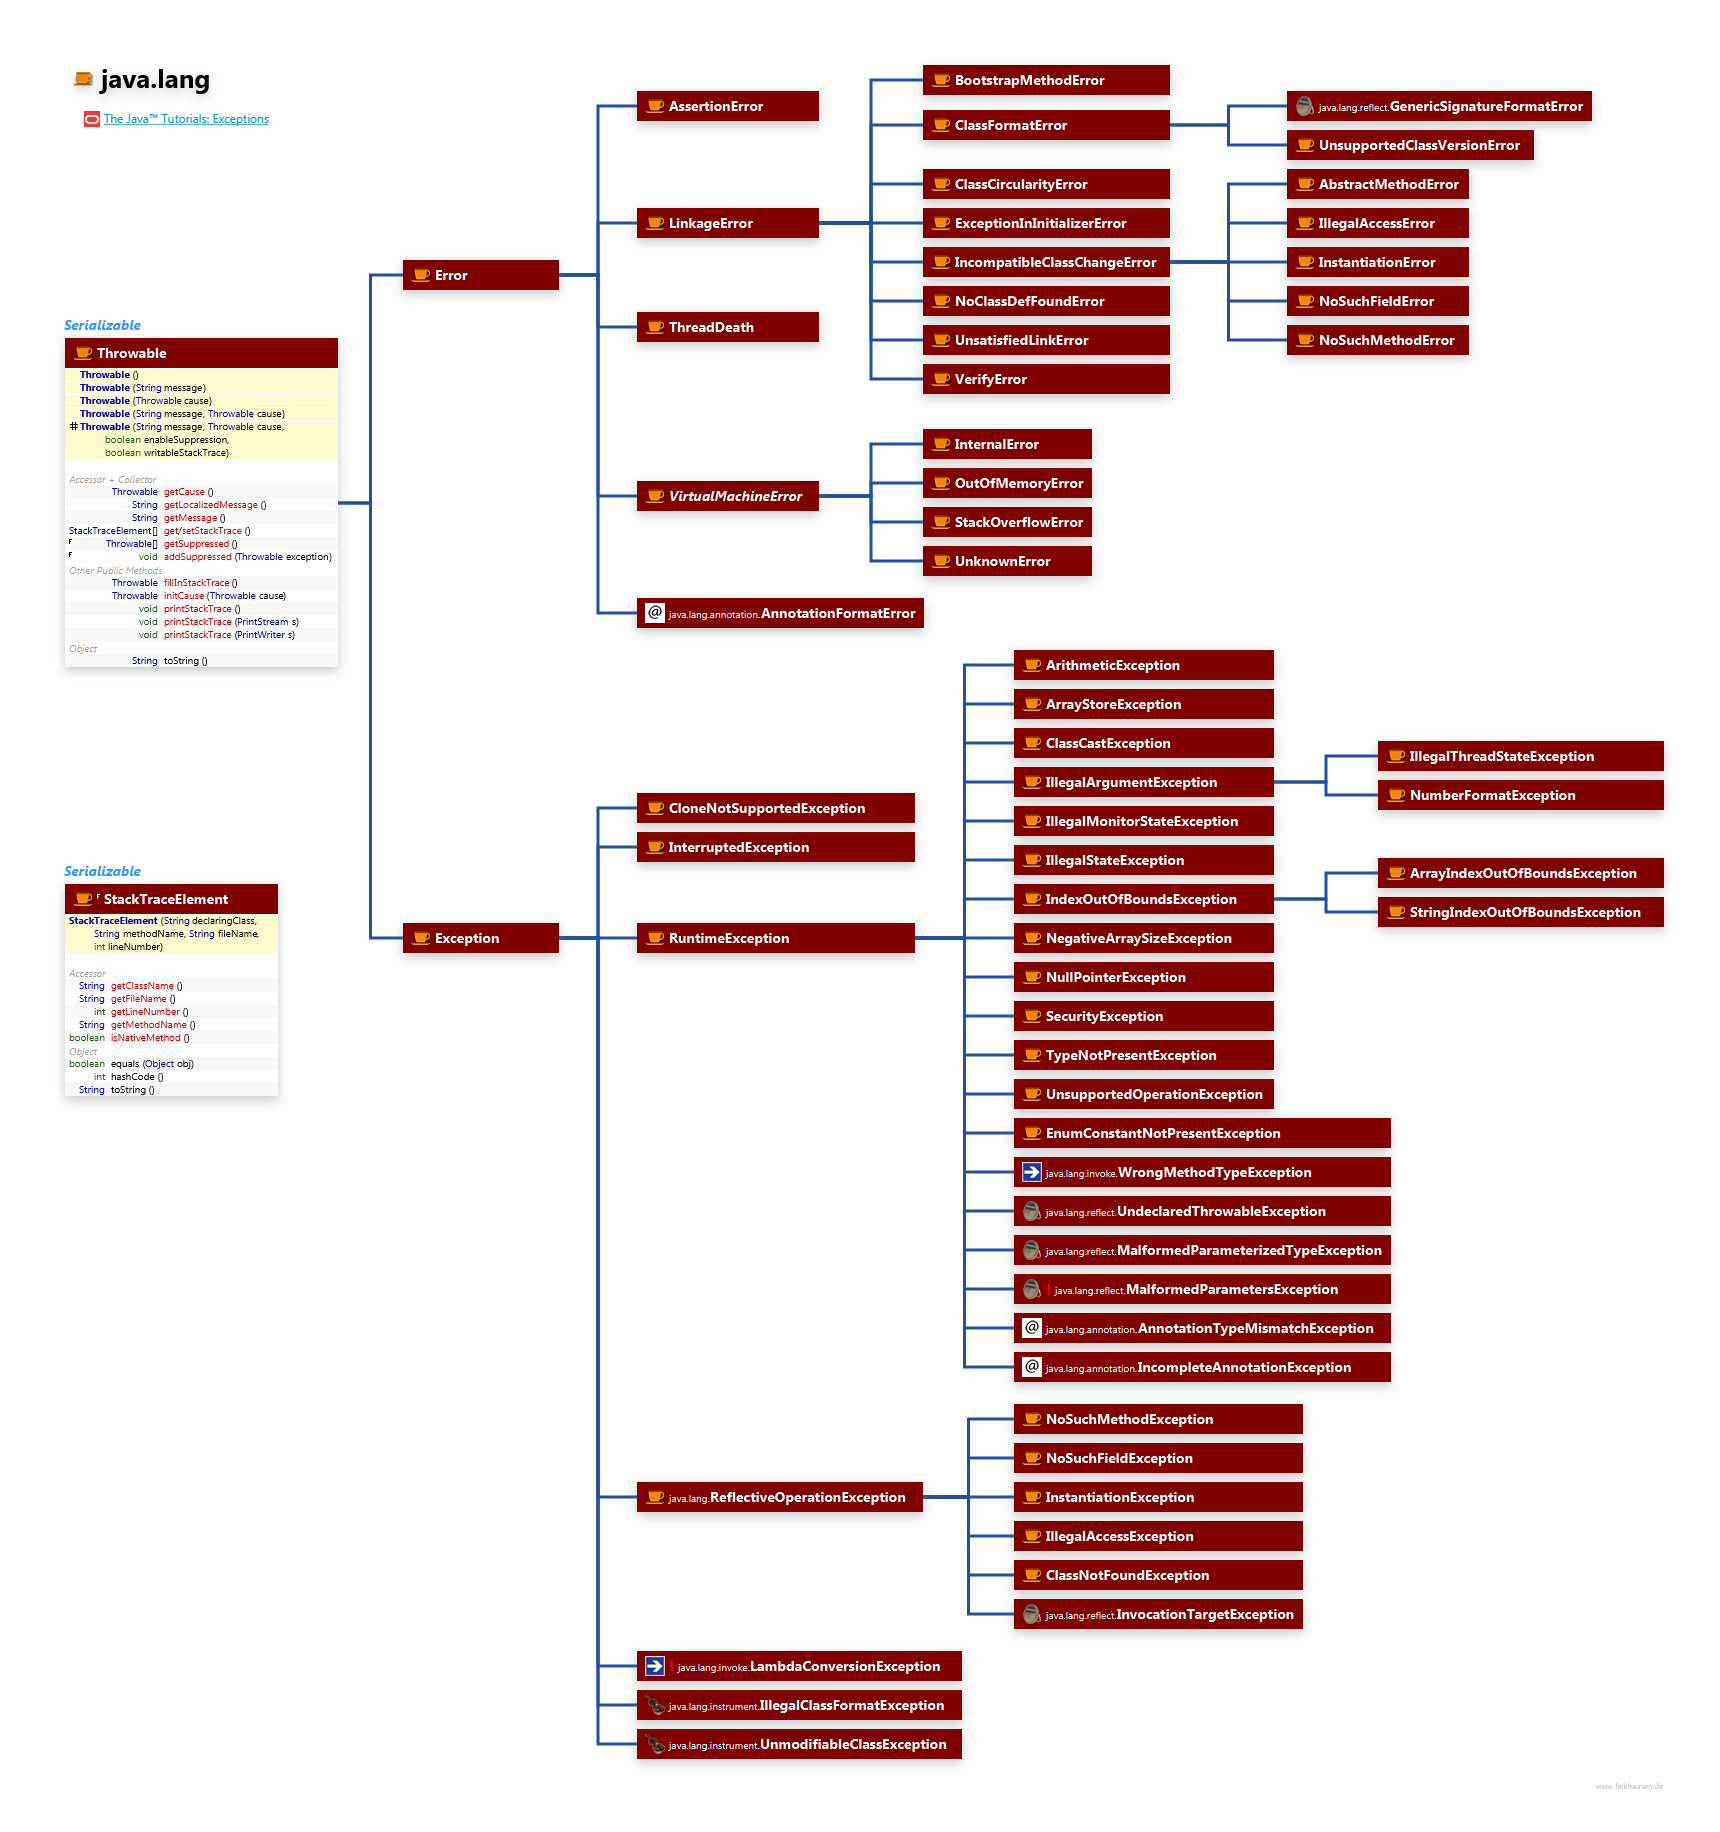 java.lang
The Java™ Tutorials: Exceptions
Serializable
Throwable
Throwable ()
Throwable (String message)
Throwable (Throwable cause)
Throwable (String message, Throwable cause)
# Throwable (String message, Throwable cause,
boolean enableSuppression,
boolean writableStackTrace)
Accessor + Collector
Throwable getCause ()
String getLocalizedMessage ()
String getMessage ()
StackTraceElement[] get/setStackTrace ()
F Throwable[] getSuppressed ()
F void addSuppressed (Throwable exception)
Other Public Methods
Throwable fillInStackTrace ()
Throwable initCause (Throwable cause)
void printStackTrace ()
void printStackTrace (PrintStream s)
void printStackTrace (PrintWriter s)
Object
String toString ()
Serializable
F StackTraceElement
StackTraceElement (String declaringClass,
String methodName, String fileName,
int lineNumber)
Accessor
String getClassName ()
String getFileName ()
int getLineNumber ()
String getMethodName ()
boolean isNativeMethod ()
Object
boolean equals (Object obj)
int hashCode ()
String toString ()
Error
AssertionError
LinkageError
BootstrapMethodError
ClassFormatError
java.lang.reflect.GenericSignatureFormatError
UnsupportedClassVersionError
ClassCircularityError
ExceptionInInitializerError
IncompatibleClassChangeError
AbstractMethodError
IllegalAccessError
InstantiationError
NoSuchFieldError
NoSuchMethodError
NoClassDefFoundError
UnsatisfiedLinkError
VerifyError
ThreadDeath
VirtualMachineError
InternalError
OutOfMemoryError
StackOverflowError
UnknownError
@ java.lang.annotation.AnnotationFormatError
Exception
CloneNotSupportedException
InterruptedException
RuntimeException
ArithmeticException
ArrayStoreException
ClassCastException
IllegalArgumentException
IllegalThreadStateException
NumberFormatException
IllegalMonitorStateException
IllegalStateException
IndexOutOfBoundsException
ArrayIndexOutOfBoundsException
StringIndexOutOfBoundsException
NegativeArraySizeException
NullPointerException
SecurityException
TypeNotPresentException
UnsupportedOperationException
EnumConstantNotPresentException
java.lang.invoke.WrongMethodTypeException
java.lang.reflect.UndeclaredThrowableException
java.lang.reflect.MalformedParameterizedTypeException
! java.lang.reflect.MalformedParametersException
@ java.lang.annotation.AnnotationTypeMismatchException
@ java.lang.annotation.IncompleteAnnotationException
java.lang.ReflectiveOperationException
NoSuchMethodException
NoSuchFieldException
InstantiationException
IllegalAccessException
ClassNotFoundException
java.lang.reflect.InvocationTargetException
! java.lang.invoke.LambdaConversionException
java.lang.instrument.IllegalClassFormatException
java.lang.instrument.UnmodifiableClassException
www.falkhausen.de